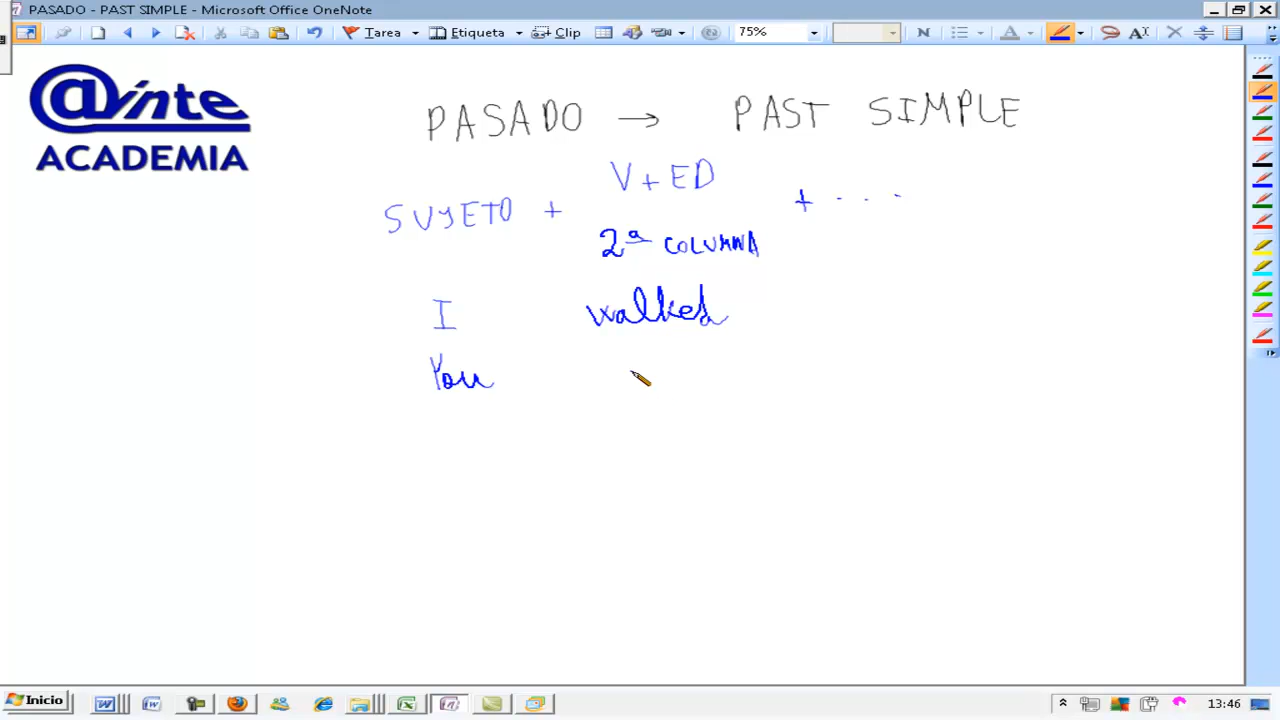 PASADO - PAST SIMPLE - Microsoft Office OneNote
Tarea Etiqueta Clip 75% N A A
@inte
ACADEMIA
PASADO → PAST SIMPLE
V + ED
SUJETO + + - - -
2ª COLUMNA
I walked
You
Inicio 13:46